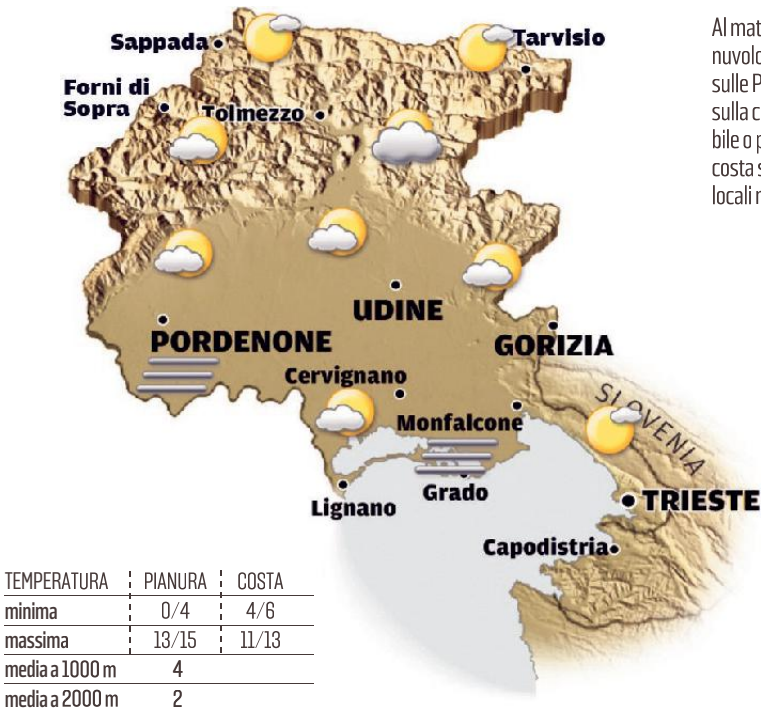 Sappada
Tarvisio
Forni di
Sopra
Tolmezzo
UDINE
PORDENONE
GORIZIA
Cervignano
SLOVENIA
Monfalcone
Grado
Lignano
TRIESTE
Capodistria
Al mat
nuvolo
sulle P
sulla c
bile o p
costa s
locali
TEMPERATURA PIANURA COSTA
minima 0/4 4/6
massima 13/15 11/13
media a 1000 m 4
media a 2000 m 2